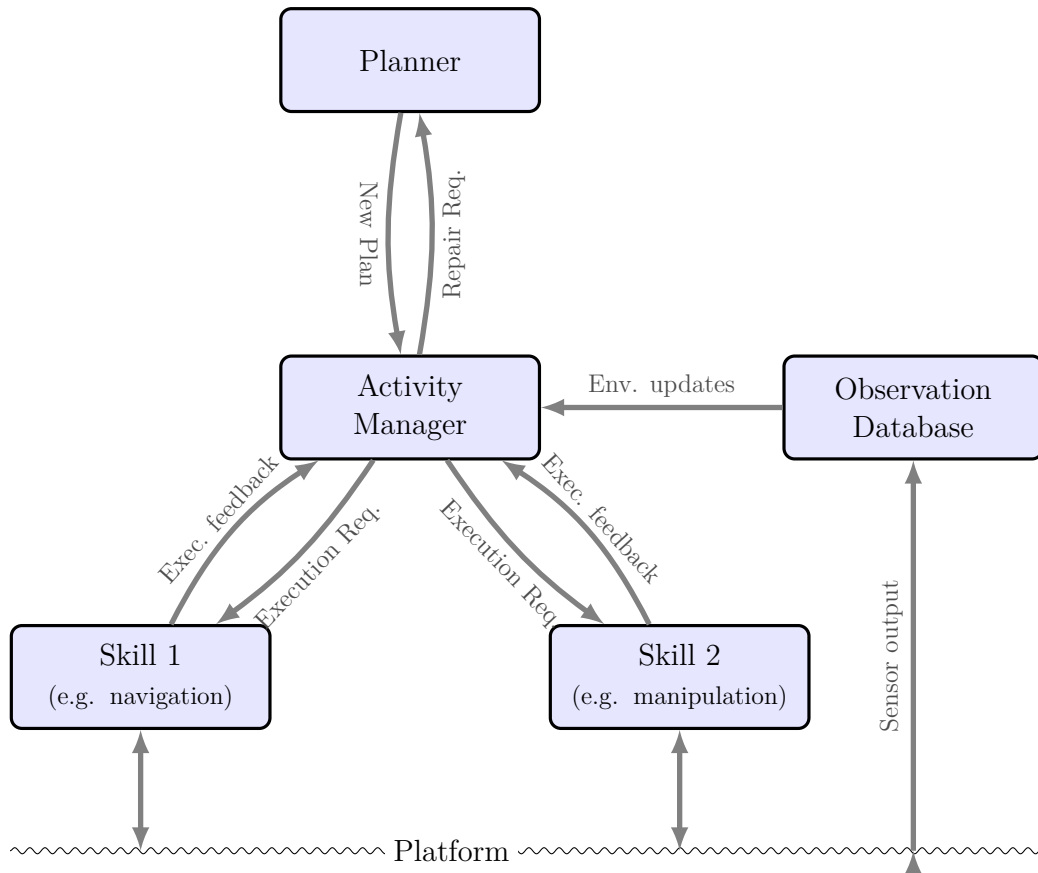 Planner
New Plan
Repair Req.
Activity
Manager
Env. updates
Observation
Database
Exec. feedback
Execution Req.
Execution Req.
Exec. feedback
Skill 1
(e.g. navigation)
Skill 2
(e.g. manipulation)
Sensor output
Platform